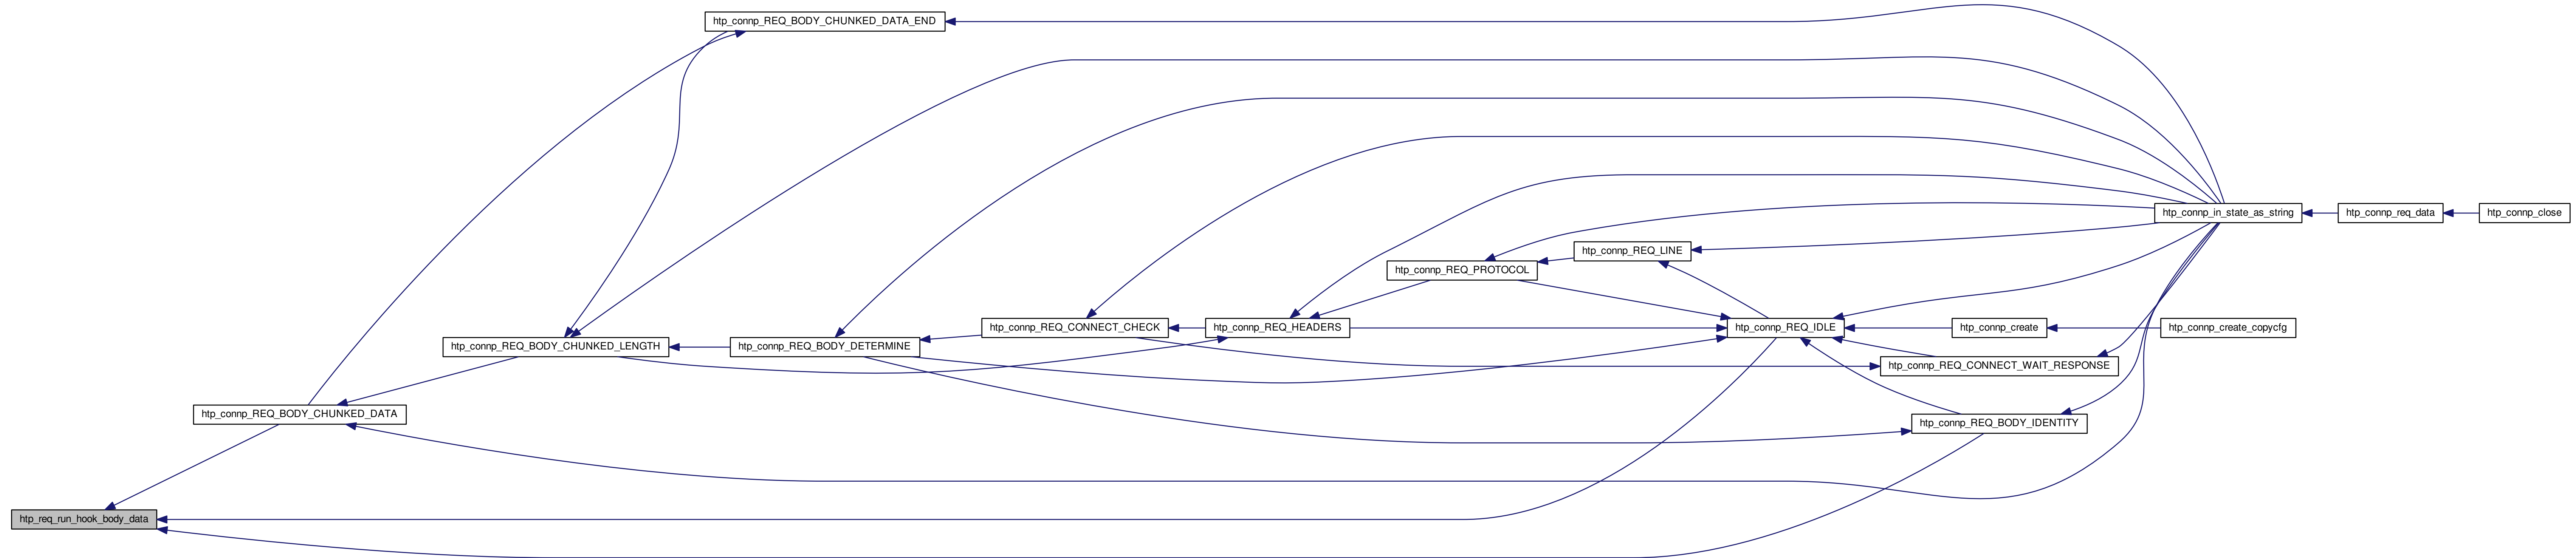 htp_connp_REQ_BODY_CHUNKED_DATA_END
htp_connp_in_state_as_string
htp_connp_req_data
htp_connp_close
htp_connp_REQ_LINE
htp_connp_REQ_PROTOCOL
htp_connp_REQ_CONNECT_CHECK
htp_connp_REQ_HEADERS
htp_connp_REQ_IDLE
htp_connp_create
htp_connp_create_copycfg
htp_connp_REQ_BODY_CHUNKED_LENGTH
htp_connp_REQ_BODY_DETERMINE
htp_connp_REQ_CONNECT_WAIT_RESPONSE
htp_connp_REQ_BODY_CHUNKED_DATA
htp_connp_REQ_BODY_IDENTITY
htp_req_run_hook_body_data